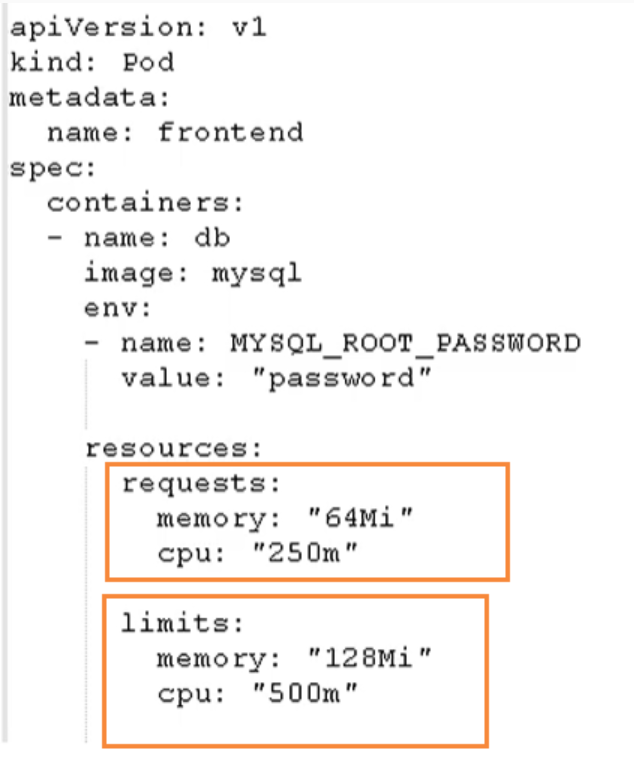 apiVersion: v1
kind: Pod
metadata:
  name: frontend
spec:
  containers:
  - name: db
    image: mysql
    env:
    - name: MYSQL_ROOT_PASSWORD
      value: "password"
    resources:
      requests:
        memory: "64Mi"
        cpu: "250m"
      limits:
        memory: "128Mi"
        cpu: "500m"